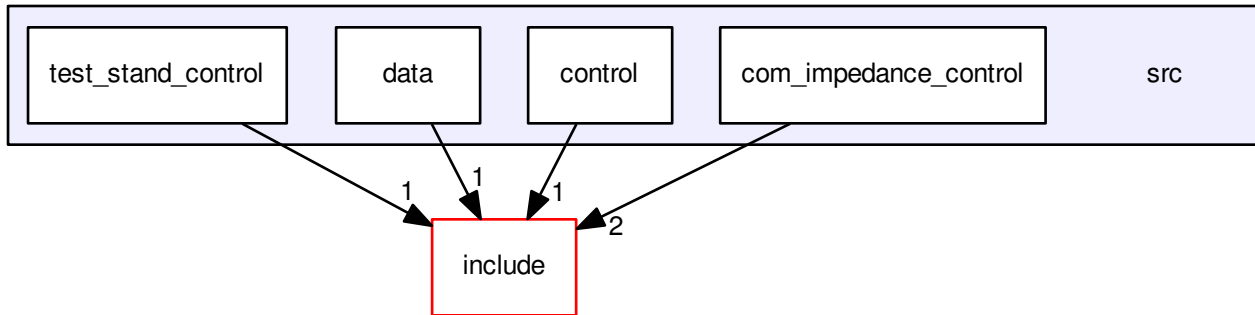 test_stand_control
data
control
com_impedance_control
src
1
1
1
2
include